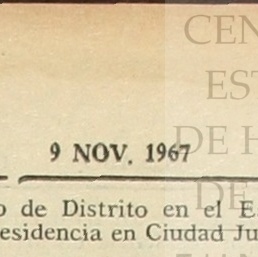 CEN
EST
9 NOV. 1967
DE H
o de Distrito en el E
DE
esidencia en Ciudad Ju